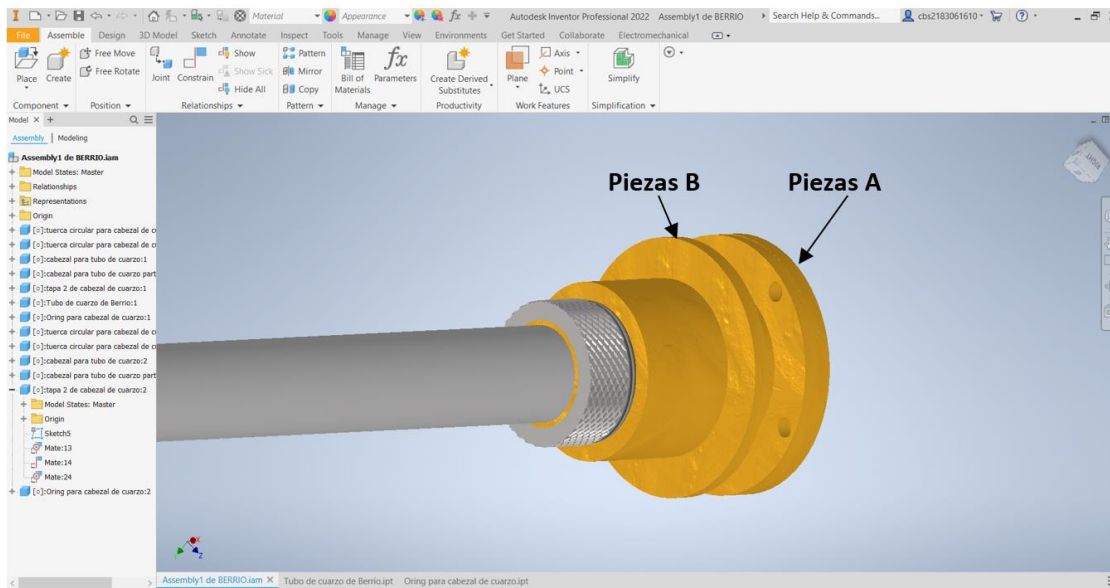 Material
Appearance
fx
Autodesk Inventor Professional 2022 Assembly1 de BERRIO
Search Help & Commands...
cbs2183061610
File Assemble Design 3D Model Sketch Annotate Inspect Tools Manage View Environments Get Started Collaborate Electromechanical
Place
Create
Free Move
Free Rotate
Joint
Constrain
Show
Show Sick
Hide All
Pattern
Mirror
Copy
Bill of
Materials
fx
Parameters
Create Derived
Substitutes
Plane
Axis
Point
UCS
Simplify
Component Position Relationships Pattern Manage Productivity Work Features Simplification
Model × +
Assembly | Modeling
Assembly1 de BERRIO.iam
Model States: Master
Relationships
Representations
Origin
[o]:tuerca circular para cabezal de c
[o]:tuerca circular para cabezal de c
[o]:cabezal para tubo de cuarzo:1
[o]:cabezal para tubo de cuarzo part
[o]:tapa 2 de cabezal de cuarzo:1
[o]:Tubo de cuarzo de Berrio:1
[o]:Oring para cabezal de cuarzo:1
[o]:tuerca circular para cabezal de c
[o]:tuerca circular para cabezal de c
[o]:cabezal para tubo de cuarzo:2
[o]:cabezal para tubo de cuarzo part
[o]:tapa 2 de cabezal de cuarzo:2
Model States: Master
Origin
Sketch5
Mate:13
Mate:14
Mate:24
[o]:Oring para cabezal de cuarzo:2
Piezas B
Piezas A
RIGHT
x
Y
Z
Assembly1 de BERRIO.iam × Tubo de cuarzo de Berrio.ipt Oring para cabezal de cuarzo.ipt